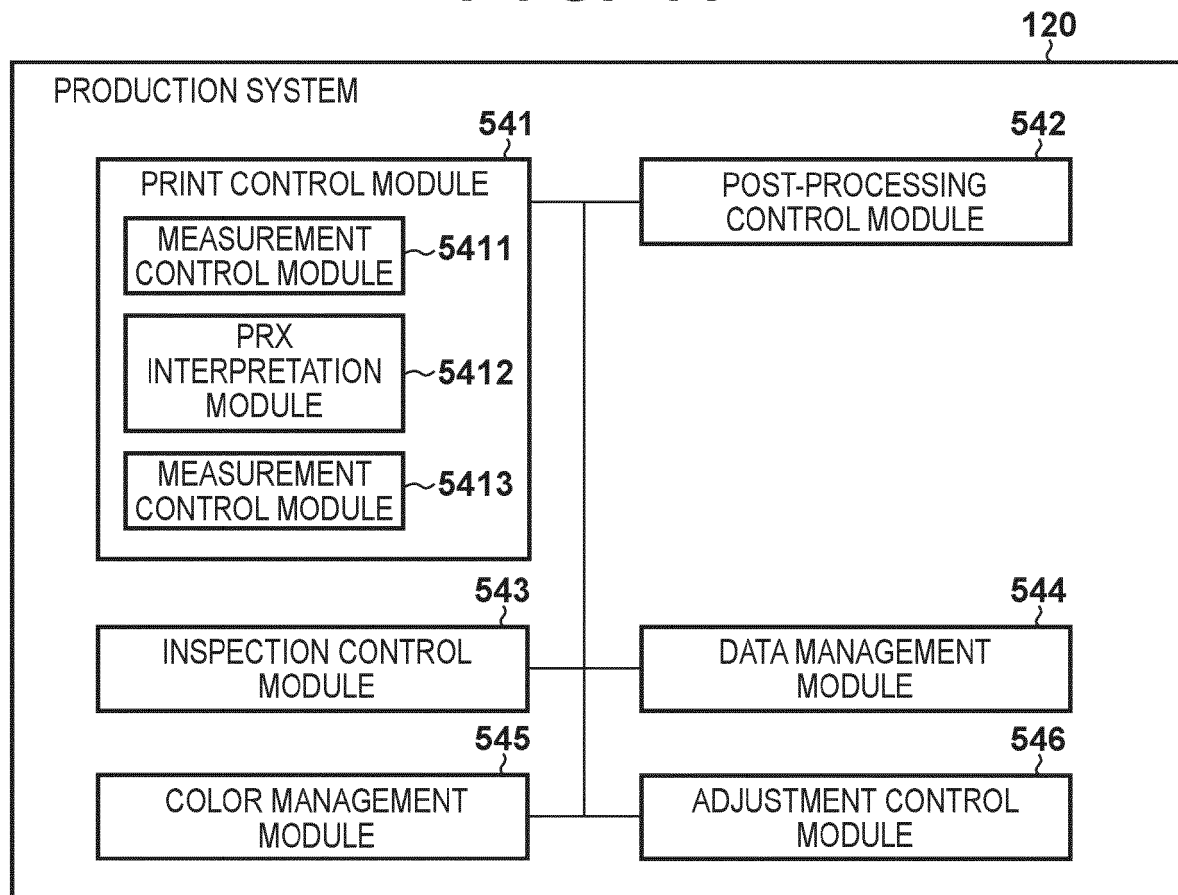 120
PRODUCTION SYSTEM
541
PRINT CONTROL MODULE
MEASUREMENT
CONTROL MODULE
5411
PRX
INTERPRETATION
MODULE
5412
MEASUREMENT
CONTROL MODULE
5413
542
POST-PROCESSING
CONTROL MODULE
543
INSPECTION CONTROL
MODULE
544
DATA MANAGEMENT
MODULE
545
COLOR MANAGEMENT
MODULE
546
ADJUSTMENT CONTROL
MODULE